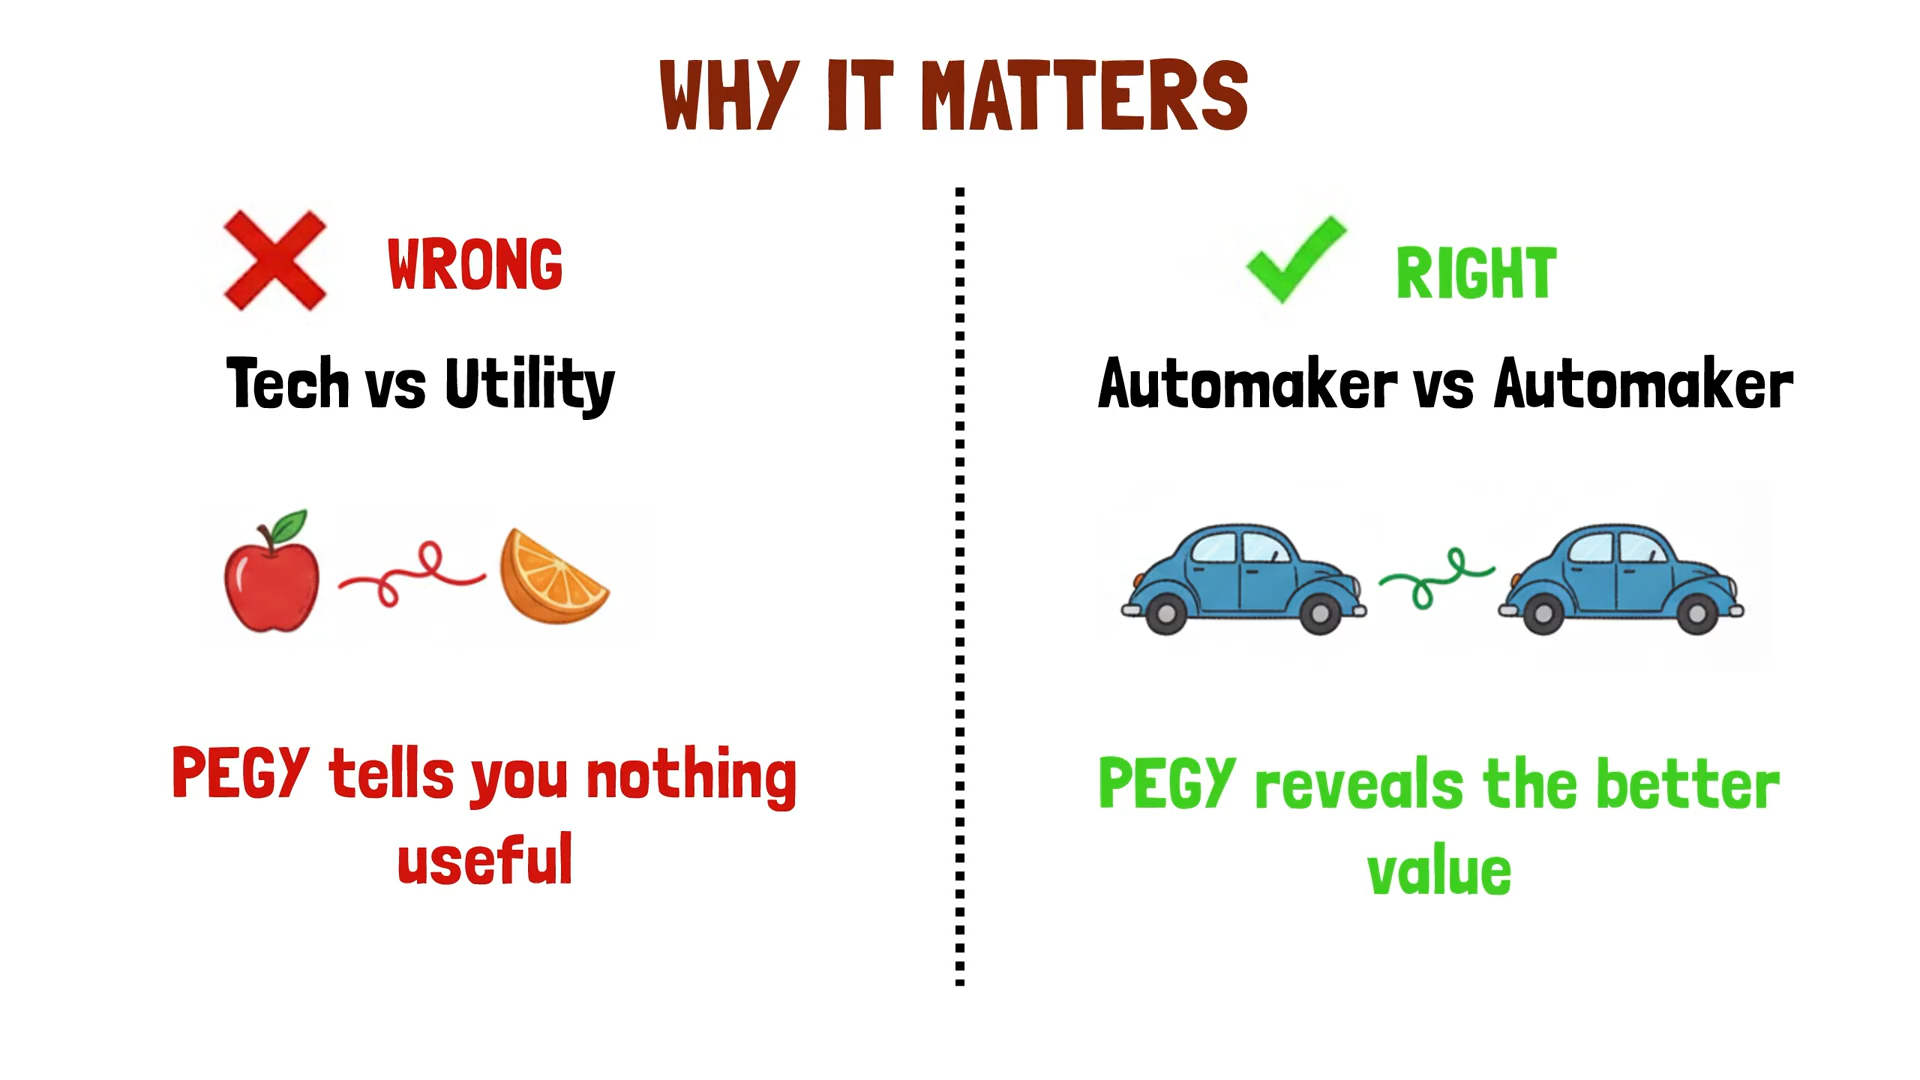 WHY IT MATTERS
WRONG
Tech vs Utility
PEGY tells you nothing
useful
RIGHT
Automaker vs Automaker
PEGY reveals the better
value